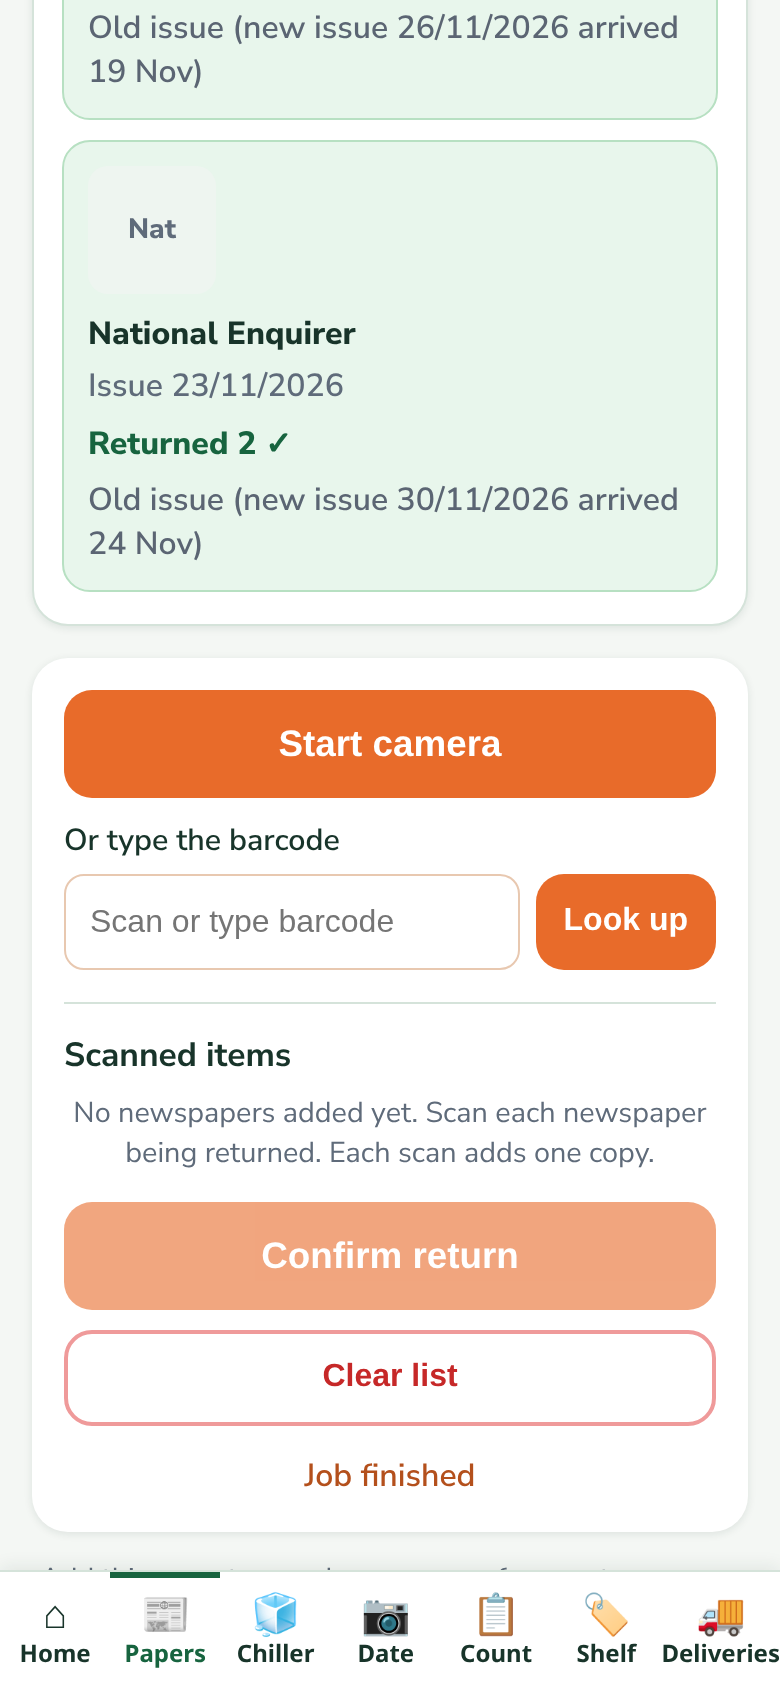 Old issue (new issue 26/11/2026 arrived
19 Nov)
Nat
National Enquirer
Issue 23/11/2026
Returned 2 ✓
Old issue (new issue 30/11/2026 arrived
24 Nov)
Start camera
Or type the barcode
Scan or type barcode
Look up
Scanned items
No newspapers added yet. Scan each newspaper
being returned. Each scan adds one copy.
Confirm return
Clear list
Job finished
Home
Papers
Chiller
Date
Count
Shelf
Deliveries